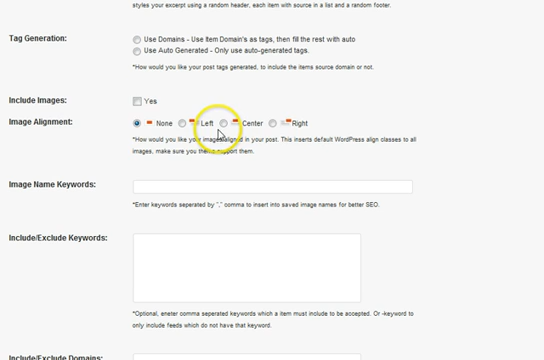 styles your excerpt using a random header, each item with source in a list and a random footer.
Tag Generation:
Use Domains - Use Item Domain's as tags, then fill the rest with auto
Use Auto Generated - Only use auto-generated tags.
*How would you like your post tags generated, to include the items source domain or not.
Include Images:
Yes
Image Alignment:
None Left Center Right
*How would you like your images aligned in your post. This inserts default WordPress align classes to all
images, make sure you theme support them.
Image Name Keywords:
*Enter keywords seperated by "," comma to insert into saved image names for better SEO.
Include/Exclude Keywords:
*Optional, eneter comma seperated keywords which a item must include to be accepted. Or -keyword to
only include feeds which do not have that keyword.
Include/Exclude Domains: